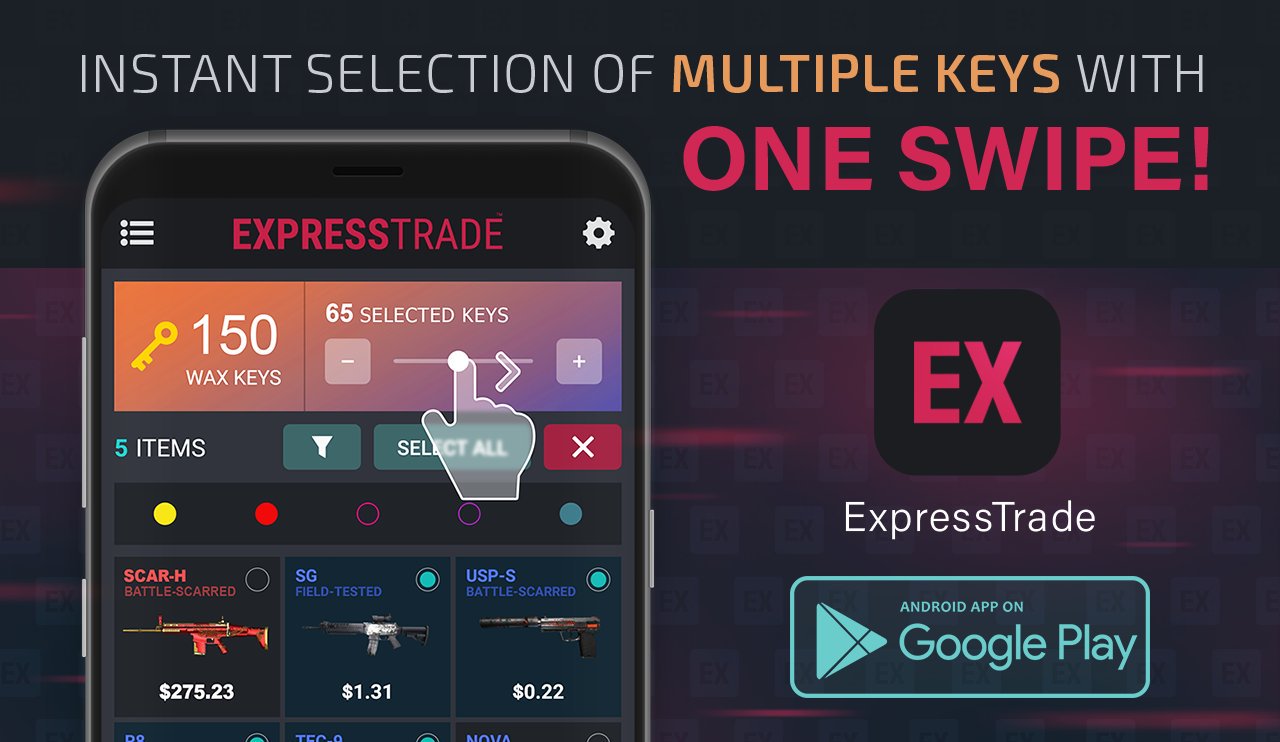 INSTANT SELECTION OF MULTIPLE KEYS WITH
ONE SWIPE!
EXPRESSTRADE™
150
WAX KEYS
65 SELECTED KEYS
−
+
5 ITEMS
SELECT ALL
SCAR-H
BATTLE-SCARRED
$275.23
SG
FIELD-TESTED
$1.31
USP-S
BATTLE-SCARRED
$0.22
R8
TEC-9
NOVA
EX
ExpressTrade
ANDROID APP ON
Google Play